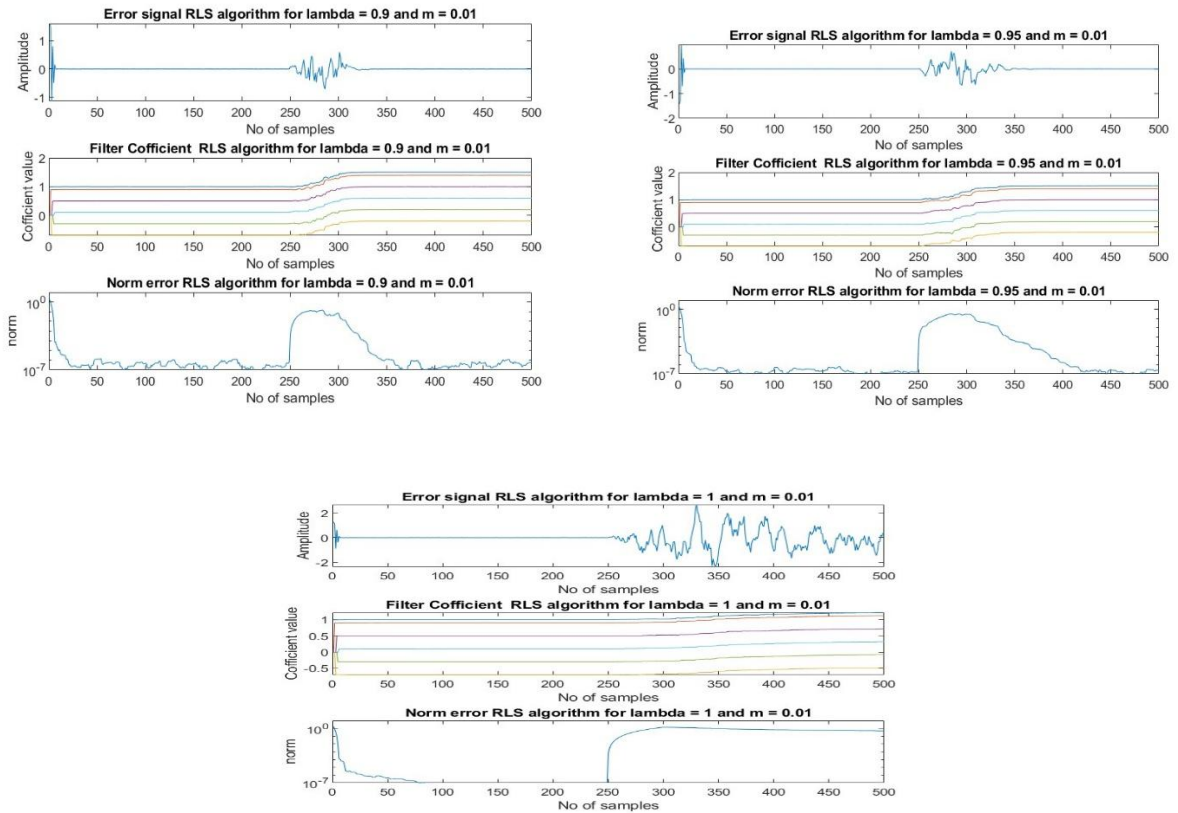 Error signal RLS algorithm for lambda = 0.9 and m = 0.01
Amplitude
1
0
-1
0 50 100 150 200 250 300 350 400 450 500
No of samples
Filter Cofficient RLS algorithm for lambda = 0.9 and m = 0.01
Cofficient value
2
1
0
0 50 100 150 200 250 300 350 400 450 500
No of samples
Norm error RLS algorithm for lambda = 0.9 and m = 0.01
norm
10^0
10^-7
0 50 100 150 200 250 300 350 400 450 500
No of samples
Error signal RLS algorithm for lambda = 0.95 and m = 0.01
Amplitude
0
-1
-2
0 50 100 150 200 250 300 350 400 450 500
No of samples
Filter Cofficient RLS algorithm for lambda = 0.95 and m = 0.01
Cofficient value
2
1
0
0 50 100 150 200 250 300 350 400 450 500
No of samples
Norm error RLS algorithm for lambda = 0.95 and m = 0.01
norm
10^0
10^-7
0 50 100 150 200 250 300 350 400 450 500
No of samples
Error signal RLS algorithm for lambda = 1 and m = 0.01
Amplitude
2
0
-2
0 50 100 150 200 250 300 350 400 450 500
No of samples
Filter Cofficient RLS algorithm for lambda = 1 and m = 0.01
Cofficient value
1
0.5
0
-0.5
0 50 100 150 200 250 300 350 400 450 500
No of samples
Norm error RLS algorithm for lambda = 1 and m = 0.01
norm
10^0
10^-7
0 50 100 150 200 250 300 350 400 450 500
No of samples